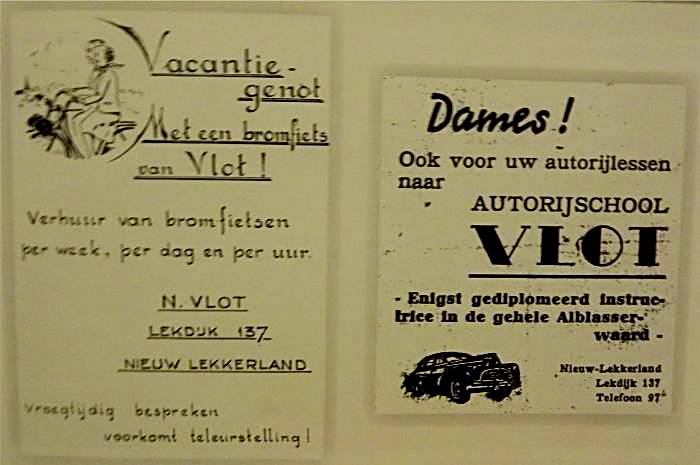 Vacantie-
genot
Met een bromfiets
van Vlot!
Verhuur van bromfietsen
per week, per dag en per uur.
N. VLOT
LEKDIJK 137
NIEUW LEKKERLAND
Vroegtijdig bespreken
voorkomt teleurstelling!
Dames!
Ook voor uw autorijlessen
naar
AUTORIJSCHOOL
VLOT
- Enigst gediplomeerd instruc-
trice in de gehele Alblasser-
waard -
Nieuw-Lekkerland
Lekdijk 137
Telefoon 97